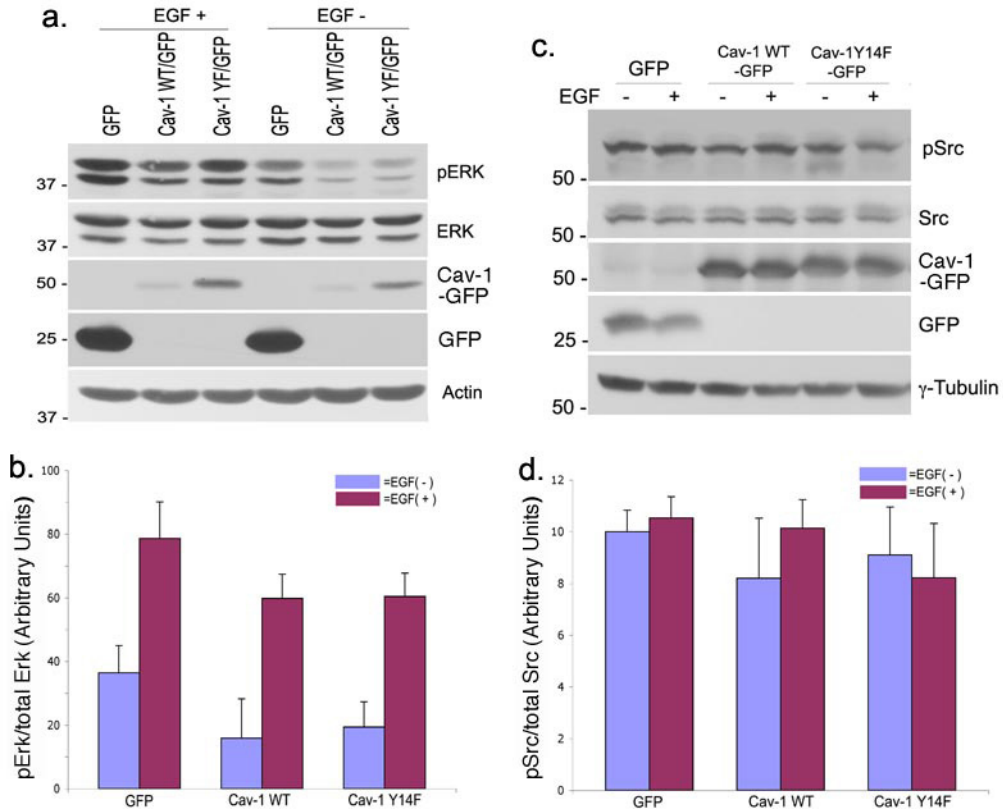 a.
EGF +
EGF -
GFP
Cav-1 WT/GFP
Cav-1 YF/GFP
GFP
Cav-1 WT/GFP
Cav-1 YF/GFP
37 -
pERK
37 -
ERK
50 -
Cav-1
-GFP
25 -
GFP
37 -
Actin
c.
GFP
Cav-1 WT
-GFP
Cav-1Y14F
-GFP
EGF - + - + - +
50 -
pSrc
50 -
Src
50 -
Cav-1
-GFP
25 -
GFP
50 -
γ-Tubulin
b.
pErk/total Erk (Arbitrary Units)
100
80
60
40
20
0
=EGF( - )
=EGF( + )
GFP
Cav-1 WT
Cav-1 Y14F
d.
pSrc/total Src (Arbitrary Units)
12
10
8
6
4
2
0
=EGF( - )
=EGF( + )
GFP
Cav-1 WT
Cav-1 Y14F